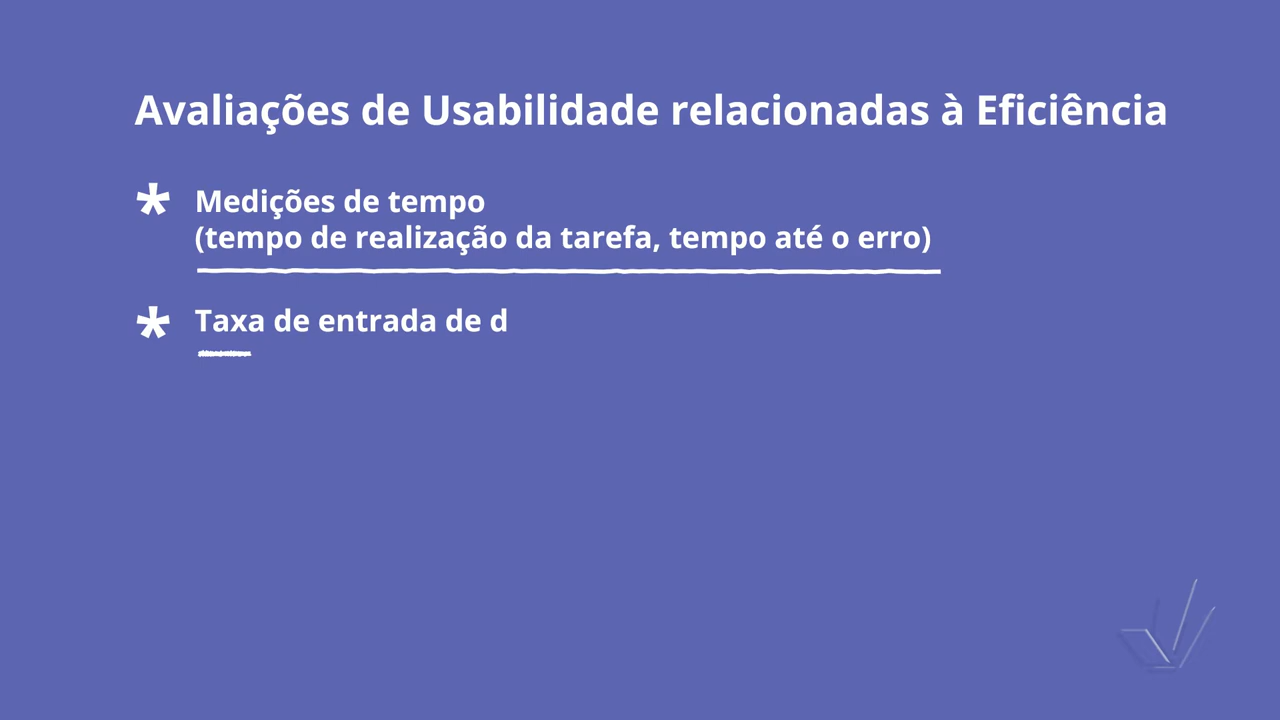 Avaliações de Usabilidade relacionadas à Eficiência
* Medições de tempo
(tempo de realização da tarefa, tempo até o erro)
* Taxa de entrada de d